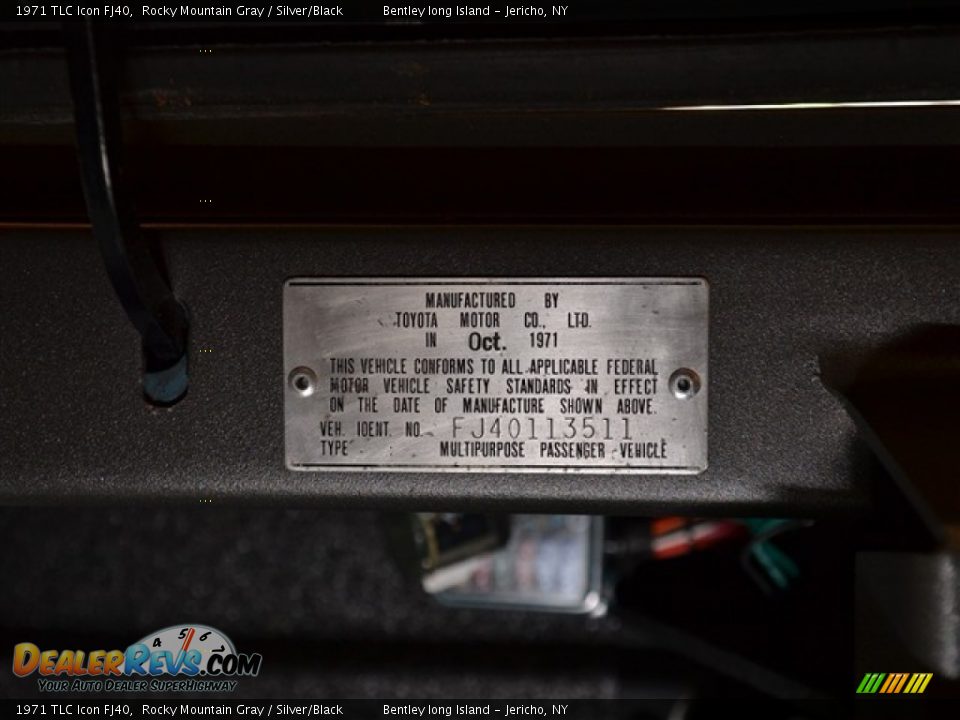 1971 TLC Icon FJ40, Rocky Mountain Gray / Silver/Black Bentley long Island - Jericho, NY
MANUFACTURED BY
TOYOTA MOTOR CO., LTD.
IN Oct. 1971
THIS VEHICLE CONFORMS TO ALL APPLICABLE FEDERAL
MOTOR VEHICLE SAFETY STANDARDS IN EFFECT
ON THE DATE OF MANUFACTURE SHOWN ABOVE.
VEH. IDENT. NO. FJ40113511
TYPE MULTIPURPOSE PASSENGER VEHICLE
4 5 6
DEALERREVS.COM
YOUR AUTO DEALER SUPERHIGHWAY
1971 TLC Icon FJ40, Rocky Mountain Gray / Silver/Black Bentley long Island - Jericho, NY